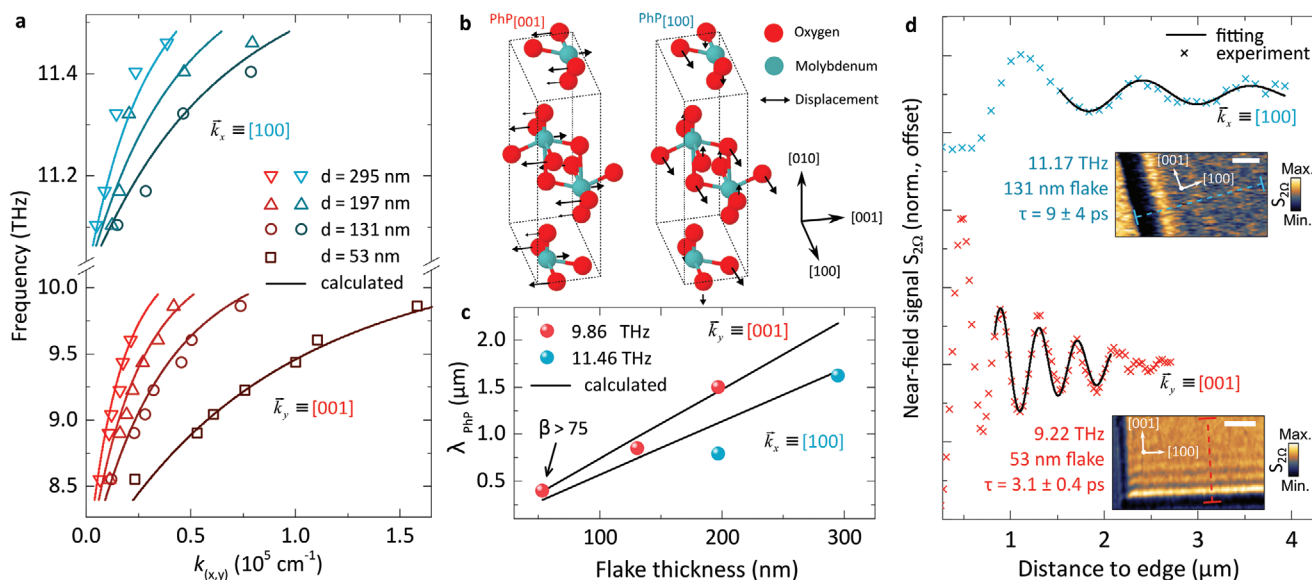 a
Frequency (THz)
11.4
11.2
10.0
9.5
9.0
8.5
k⃗x ≡ [100]
d = 295 nm
d = 197 nm
d = 131 nm
d = 53 nm
calculated
k⃗y ≡ [001]
0.0
0.5
1.0
1.5
k(x,y) (10⁵ cm⁻¹)
b
PhP[001]
PhP[100]
Oxygen
Molybdenum
Displacement
[010]
[001]
[100]
c
λPhP (µm)
2.0
1.5
1.0
0.5
9.86 THz
11.46 THz
calculated
k⃗y ≡ [001]
β > 75
k⃗x ≡ [100]
100
200
300
Flake thickness (nm)
d
Near-field signal S2Ω (norm., offset)
fitting
experiment
k⃗x ≡ [100]
11.17 THz
131 nm flake
τ = 9 ± 4 ps
[001]
[100]
Max.
S2Ω
Min.
k⃗y ≡ [001]
9.22 THz
53 nm flake
τ = 3.1 ± 0.4 ps
[001]
[100]
Max.
S2Ω
Min.
1
2
3
4
Distance to edge (µm)